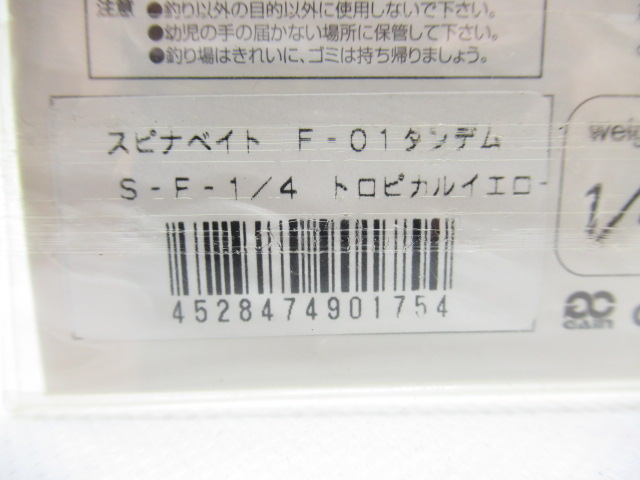 注意
●釣り以外の目的以外に使用しないで下さい。
●幼児の手の届かない場所に保管して下さい。
●釣り場はきれいに、ゴミは持ち帰りましょう。
スピナベイト F-01タンデム
S-F-1/4 トロピカルイエロ-
4528474901754
weig
1/
GAIN